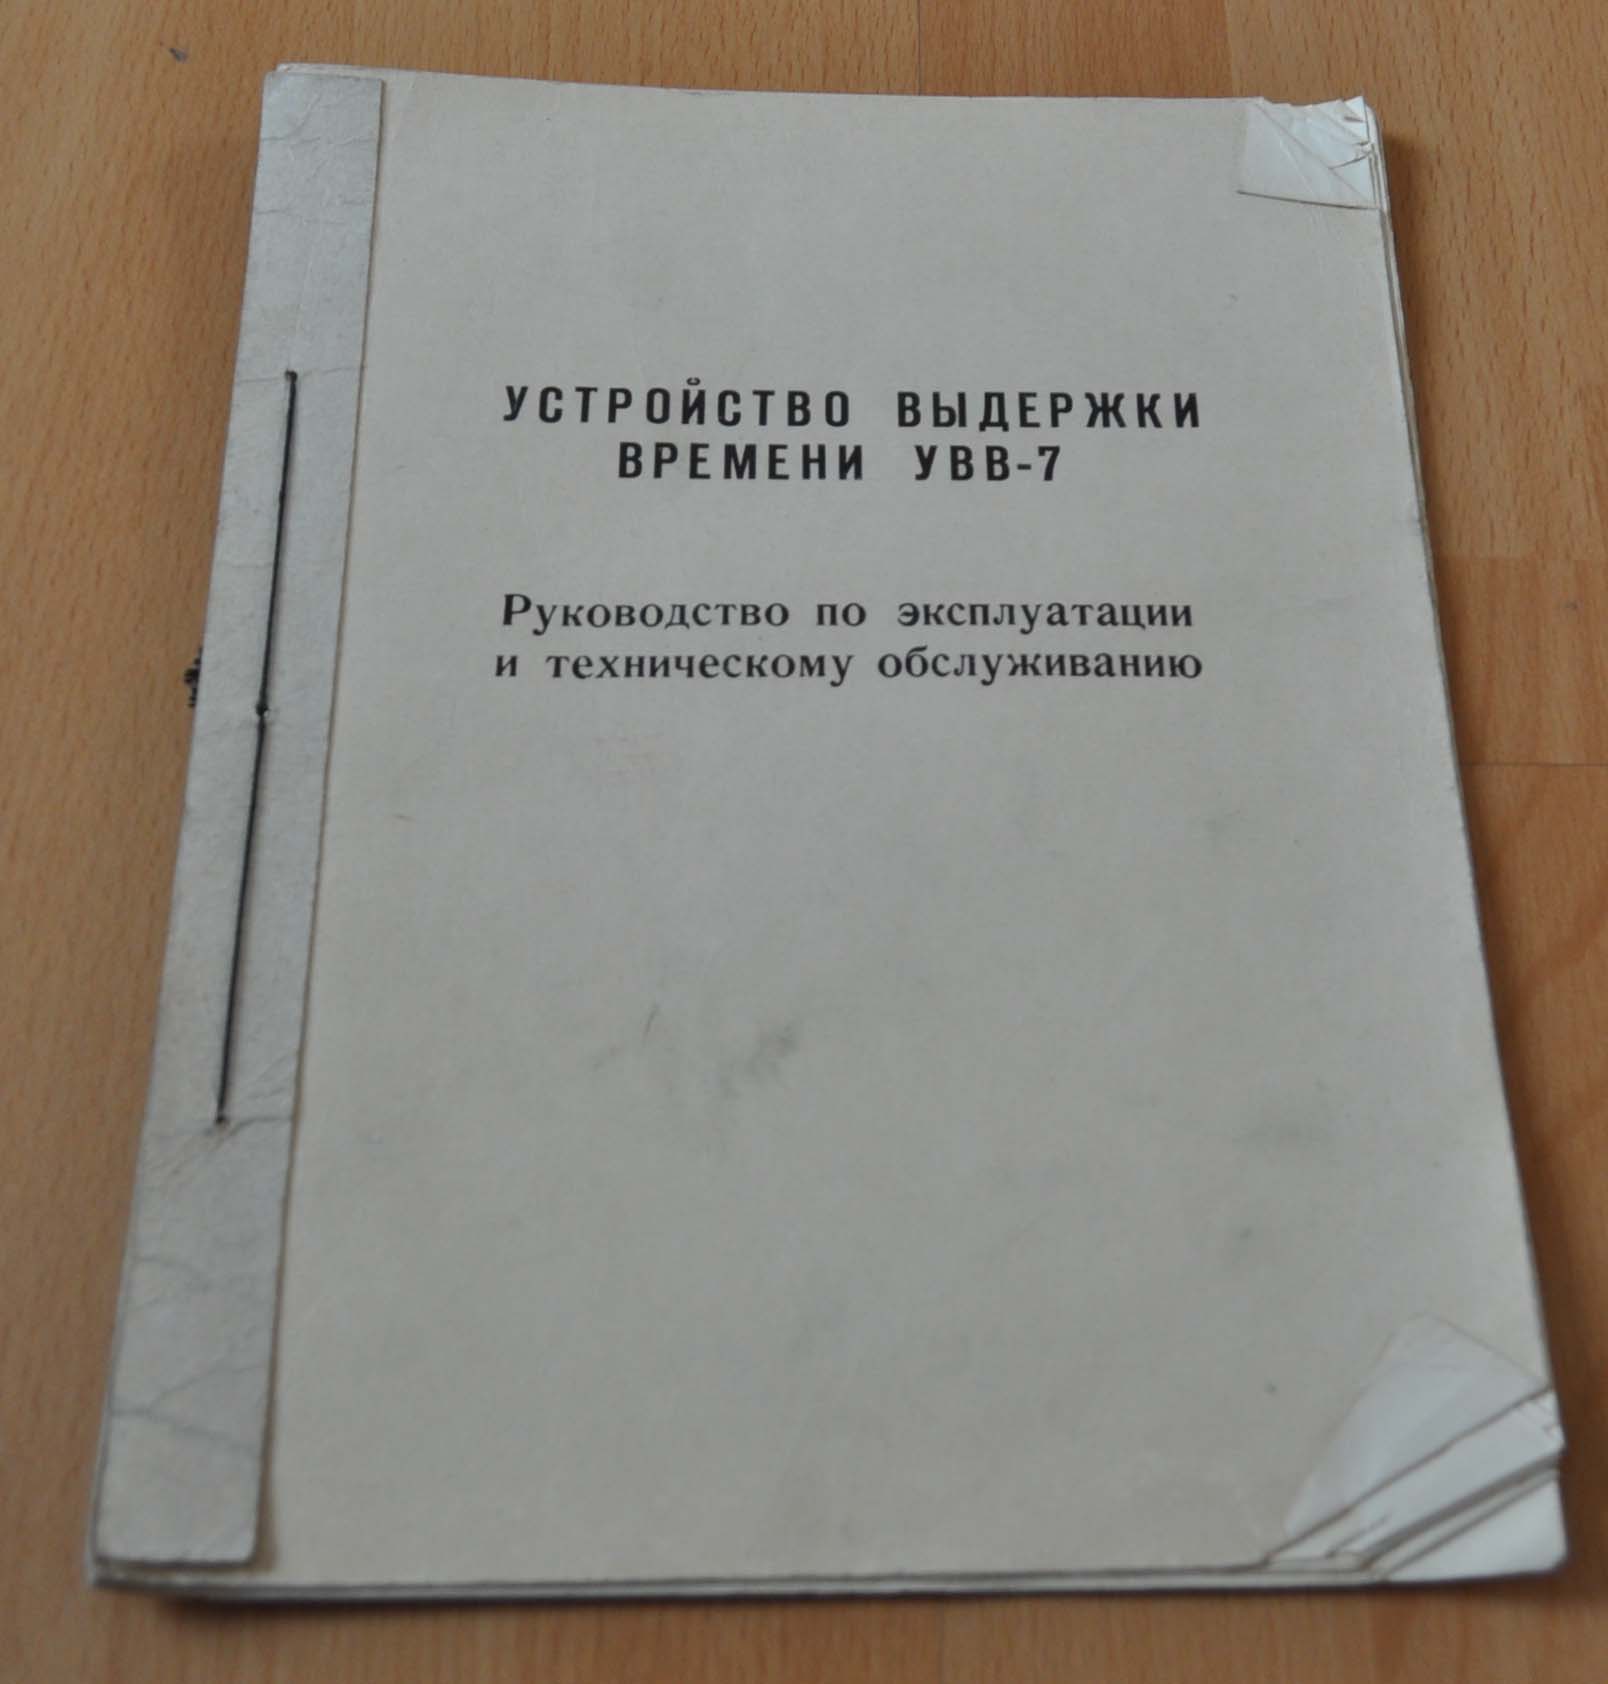 УСТРОЙСТВО ВЫДЕРЖКИ
ВРЕМЕНИ УВВ-7
Руководство по эксплуатации
и техническому обслуживанию